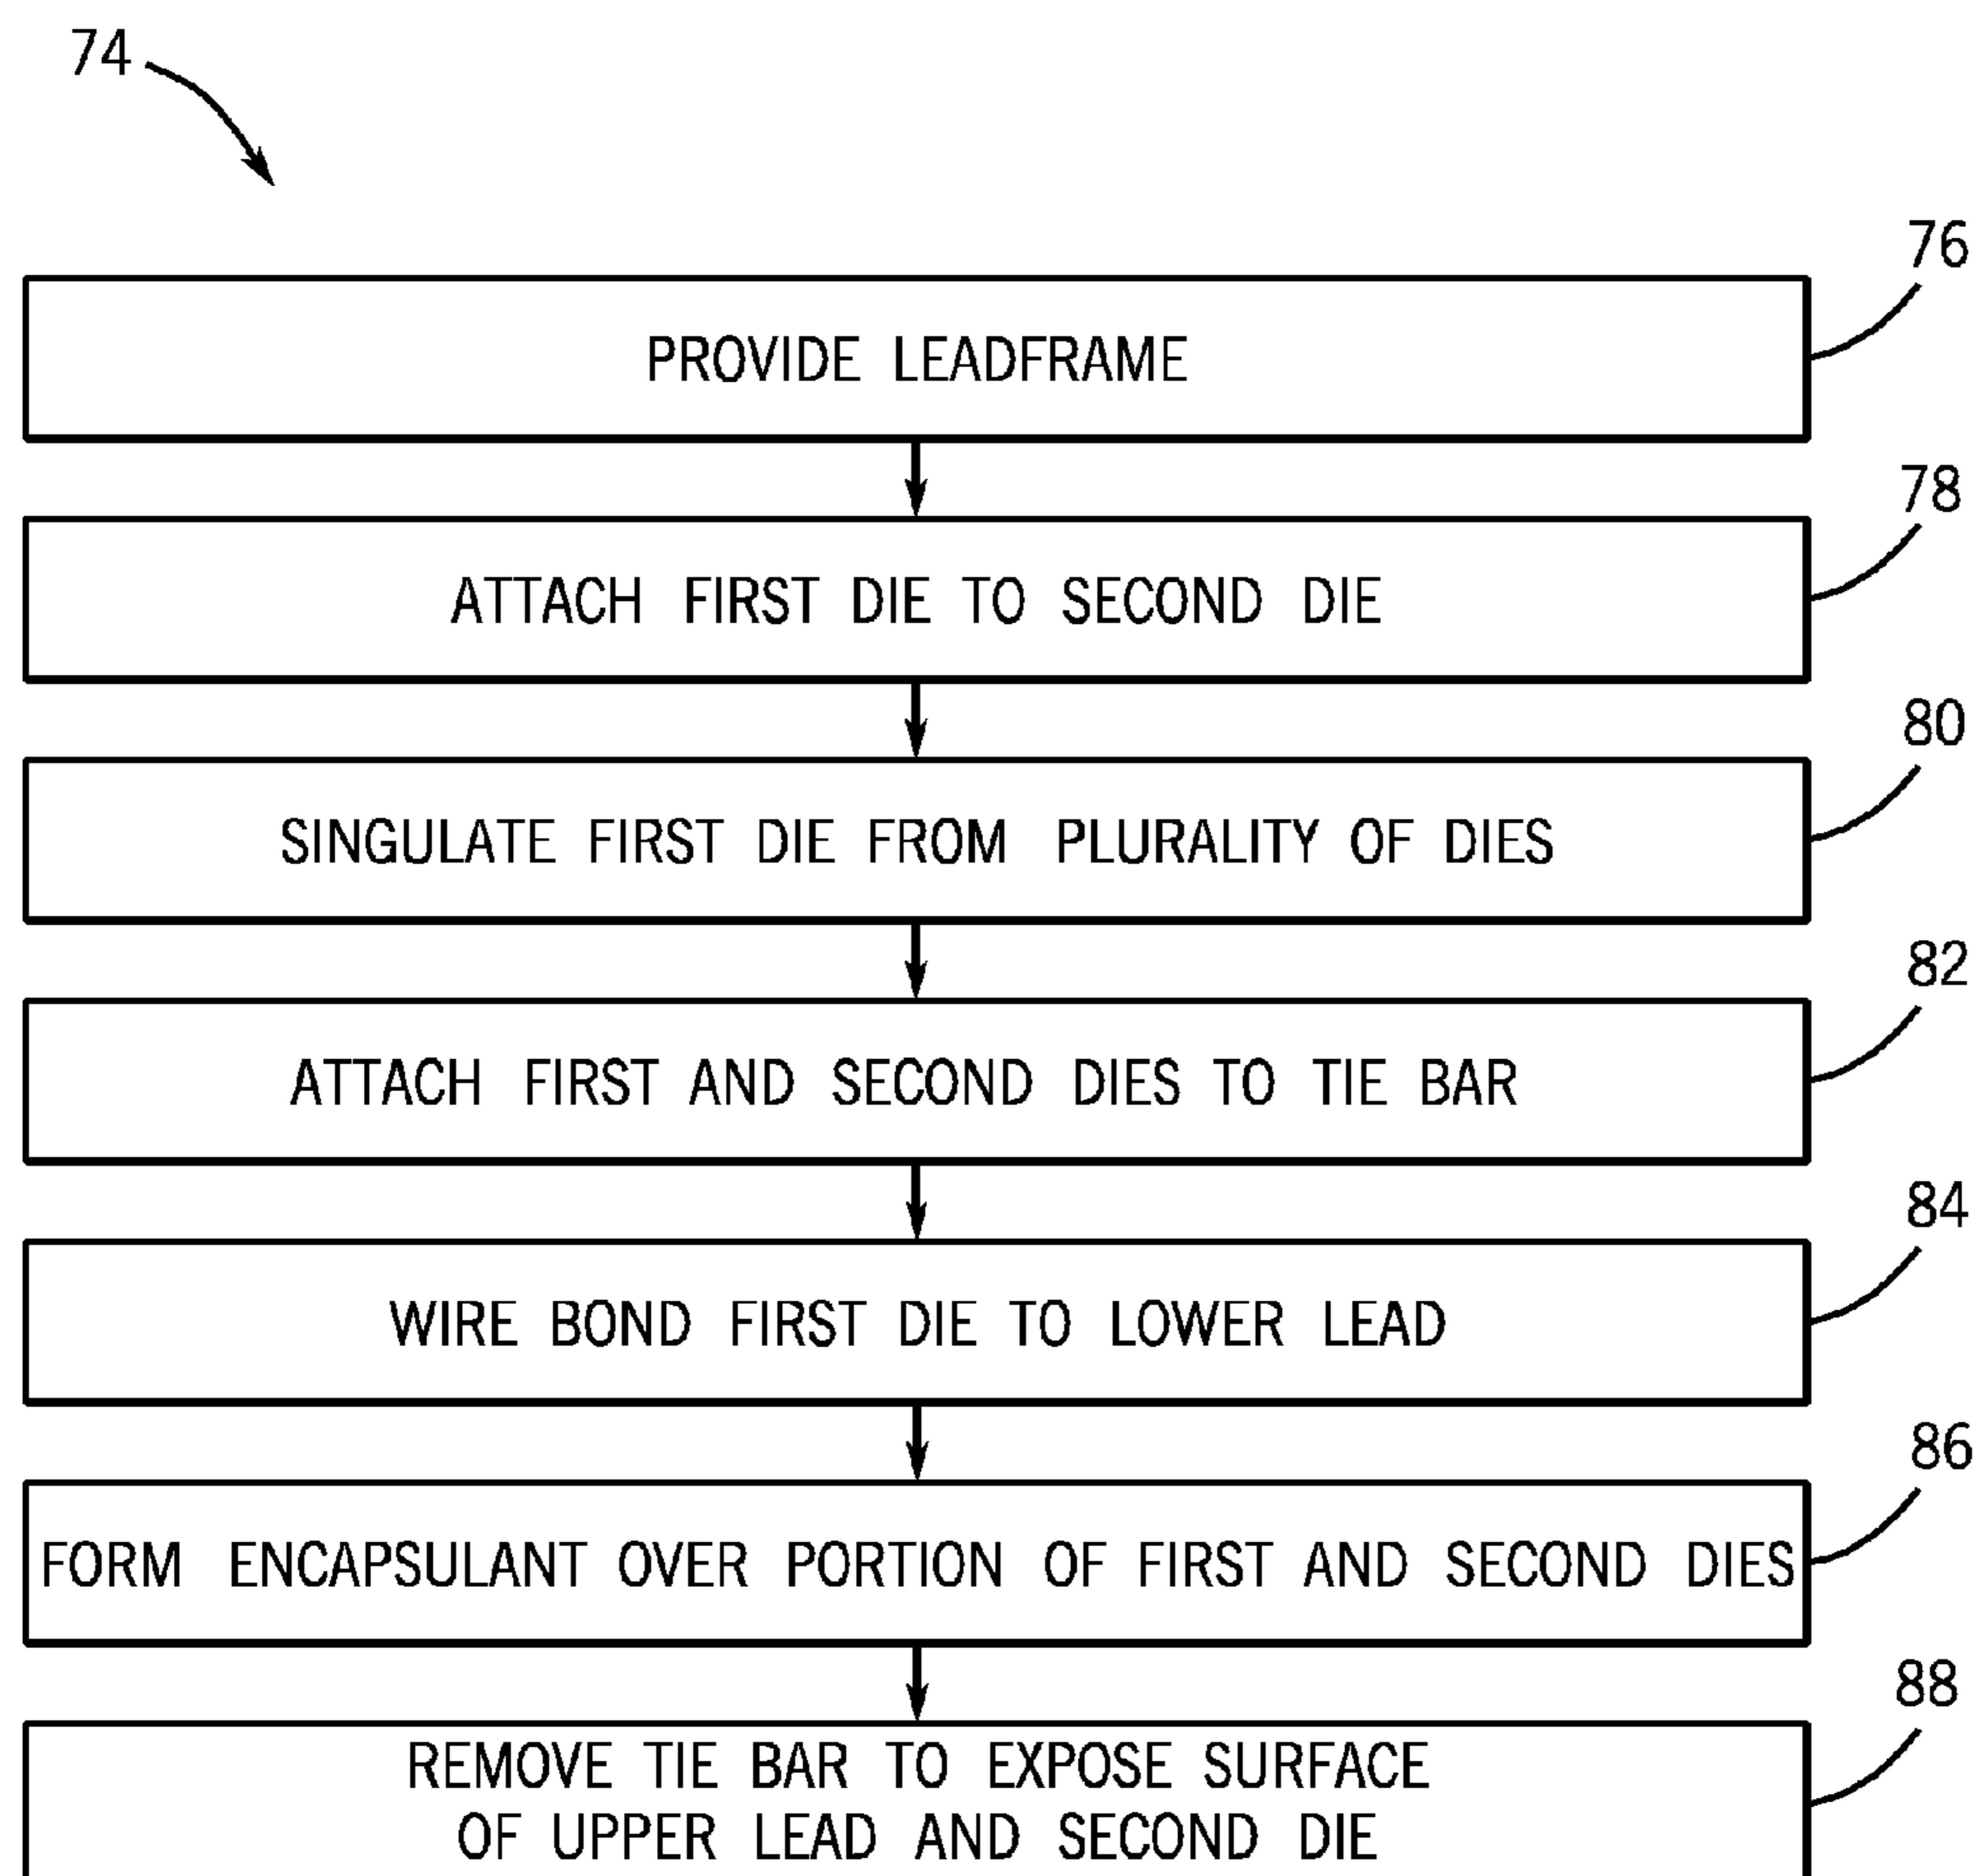 74
76
PROVIDE LEADFRAME
78
ATTACH FIRST DIE TO SECOND DIE
80
SINGULATE FIRST DIE FROM PLURALITY OF DIES
82
ATTACH FIRST AND SECOND DIES TO TIE BAR
84
WIRE BOND FIRST DIE TO LOWER LEAD
86
FORM ENCAPSULANT OVER PORTION OF FIRST AND SECOND DIES
88
REMOVE TIE BAR TO EXPOSE SURFACE
OF UPPER LEAD AND SECOND DIE